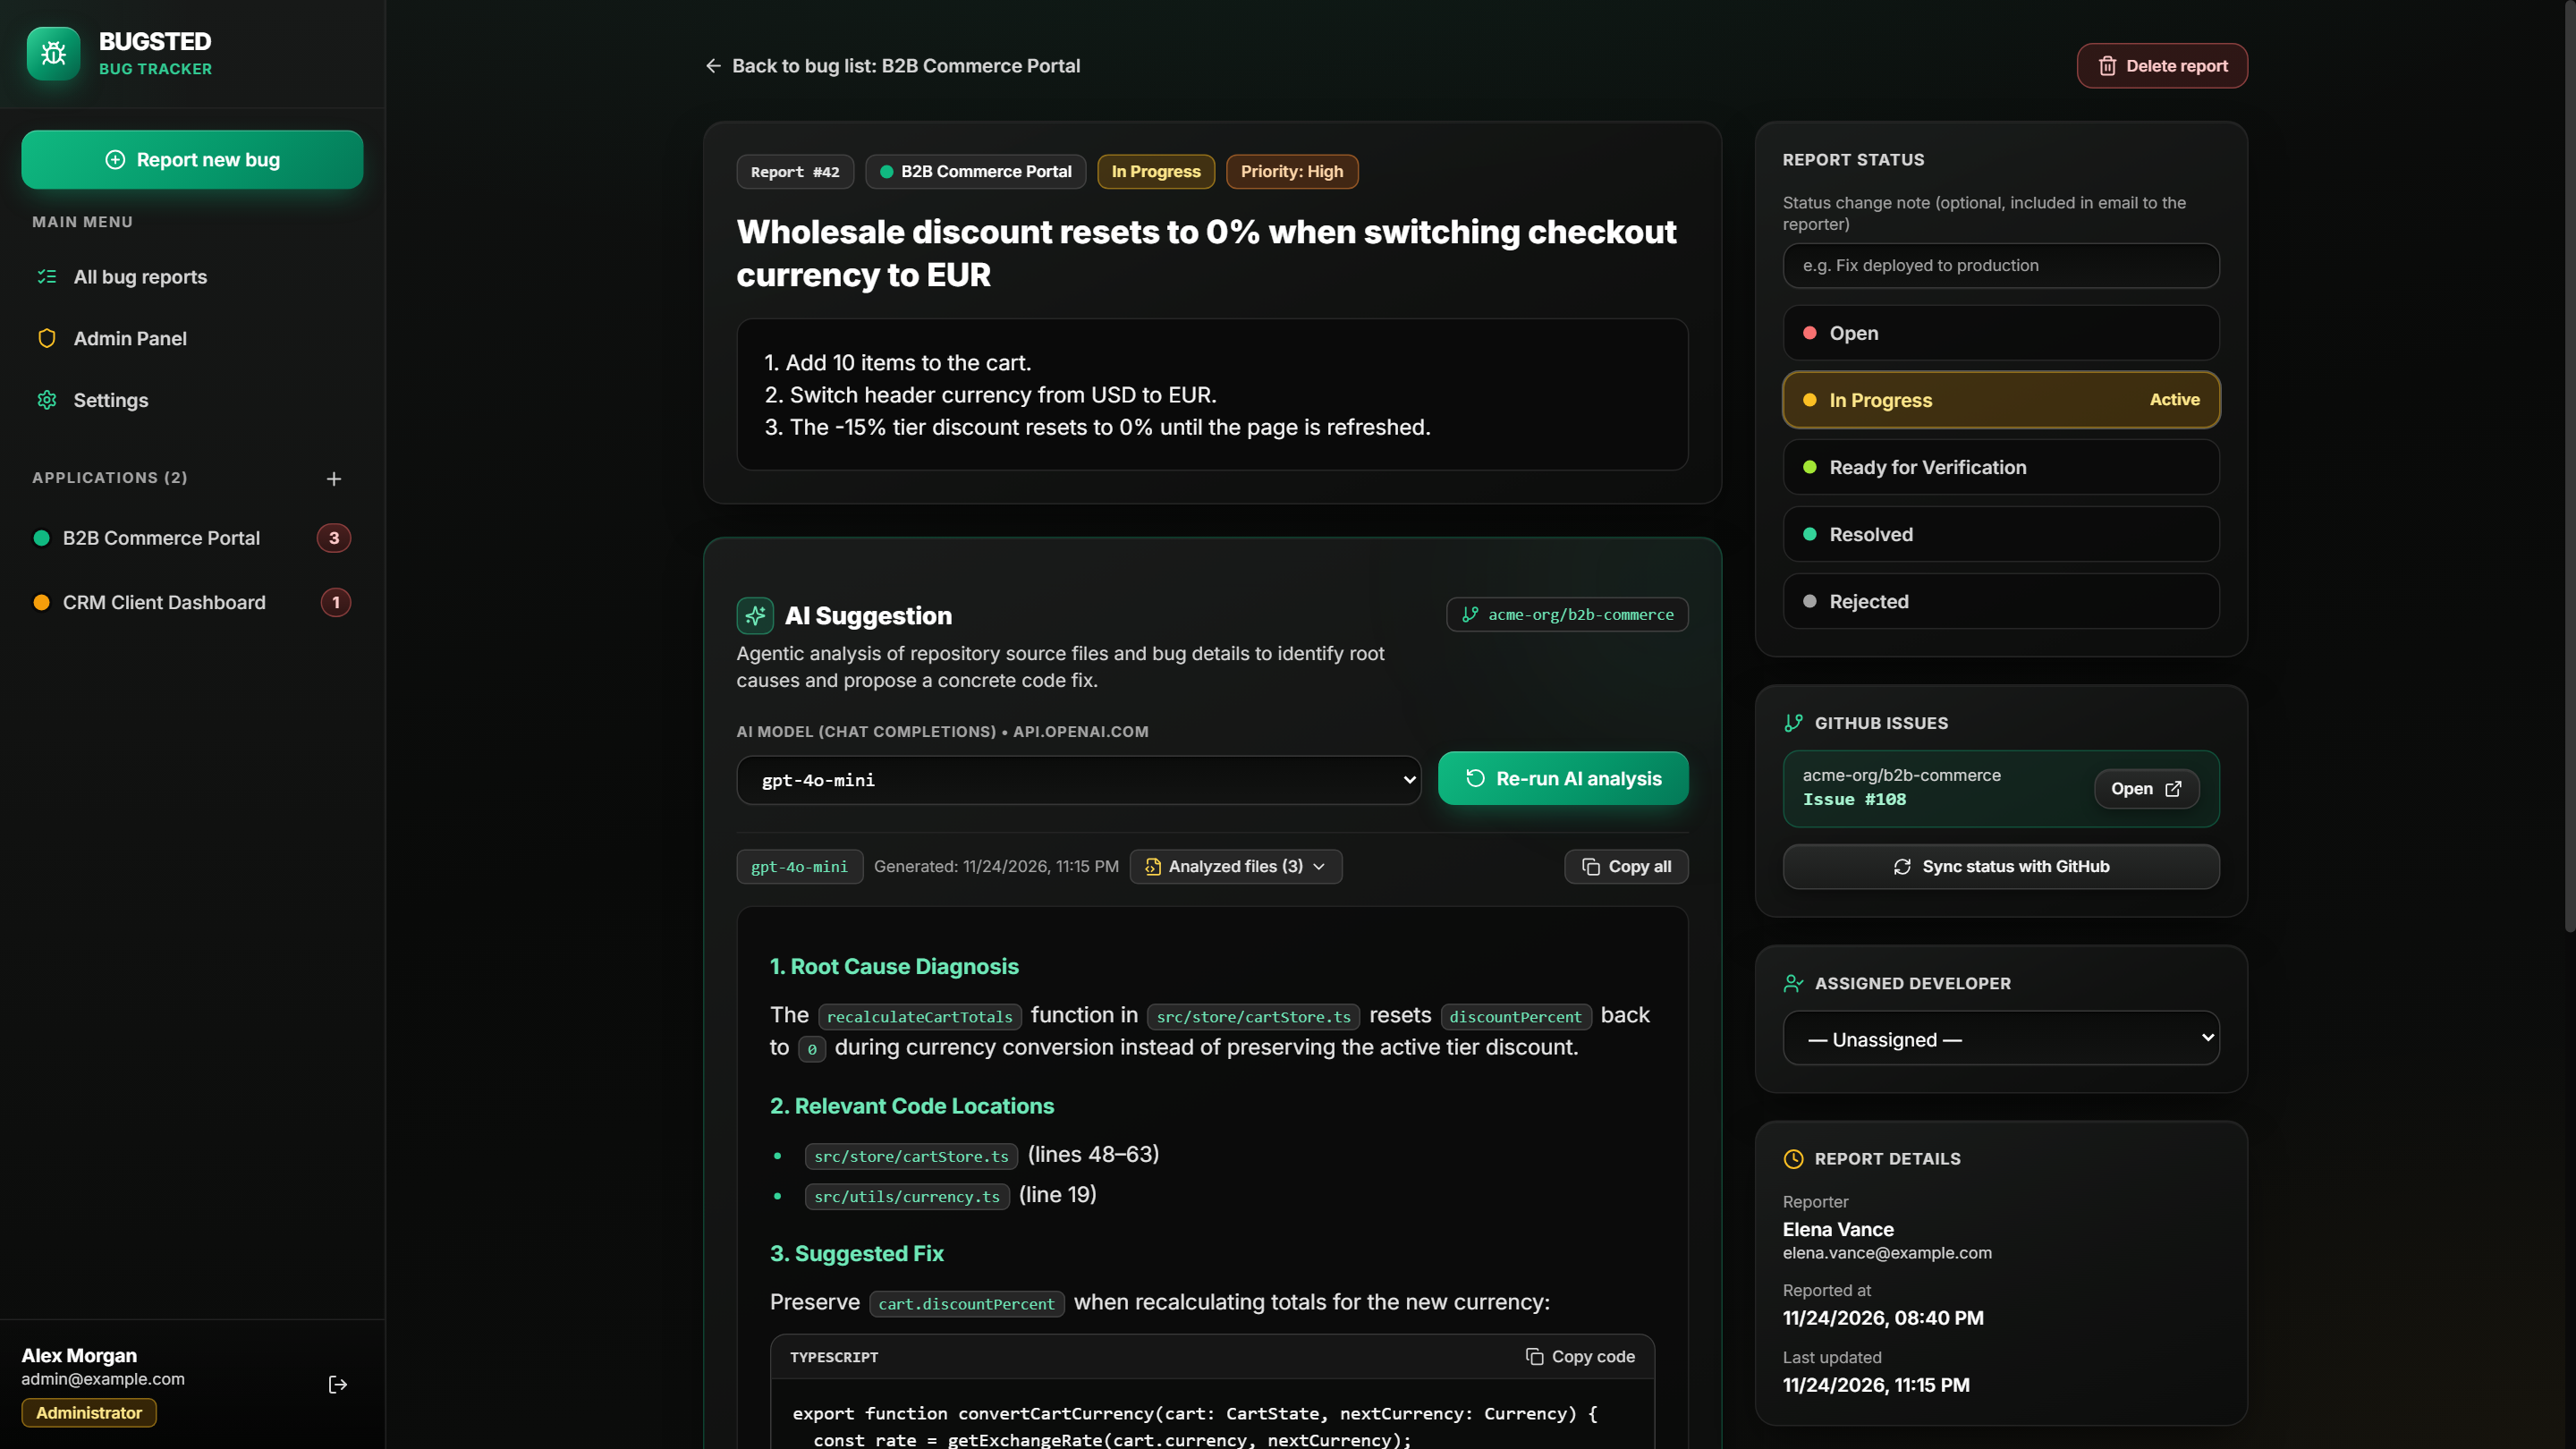 BUGSTED
BUG TRACKER
Report new bug
MAIN MENU
All bug reports
Admin Panel
Settings
APPLICATIONS (2)
B2B Commerce Portal
3
CRM Client Dashboard
1
Alex Morgan
admin@example.com
Administrator
Back to bug list: B2B Commerce Portal
Delete report
Report #42
B2B Commerce Portal
In Progress
Priority: High
Wholesale discount resets to 0% when switching checkout
currency to EUR
1. Add 10 items to the cart.
2. Switch header currency from USD to EUR.
3. The -15% tier discount resets to 0% until the page is refreshed.
AI Suggestion
acme-org/b2b-commerce
Agentic analysis of repository source files and bug details to identify root
causes and propose a concrete code fix.
AI MODEL (CHAT COMPLETIONS) • API.OPENAI.COM
gpt-4o-mini
Re-run AI analysis
gpt-4o-mini
Generated: 11/24/2026, 11:15 PM
Analyzed files (3)
Copy all
1. Root Cause Diagnosis
The recalculateCartTotals function in src/store/cartStore.ts resets discountPercent back
to 0 during currency conversion instead of preserving the active tier discount.
2. Relevant Code Locations
• src/store/cartStore.ts (lines 48–63)
• src/utils/currency.ts (line 19)
3. Suggested Fix
Preserve cart.discountPercent when recalculating totals for the new currency:
TYPESCRIPT
Copy code
export function convertCartCurrency(cart: CartState, nextCurrency: Currency) {
const rate = getExchangeRate(cart.currency, nextCurrency);
REPORT STATUS
Status change note (optional, included in email to the
reporter)
e.g. Fix deployed to production
Open
In Progress
Active
Ready for Verification
Resolved
Rejected
GITHUB ISSUES
acme-org/b2b-commerce
Issue #108
Open
Sync status with GitHub
ASSIGNED DEVELOPER
— Unassigned —
REPORT DETAILS
Reporter
Elena Vance
elena.vance@example.com
Reported at
11/24/2026, 08:40 PM
Last updated
11/24/2026, 11:15 PM